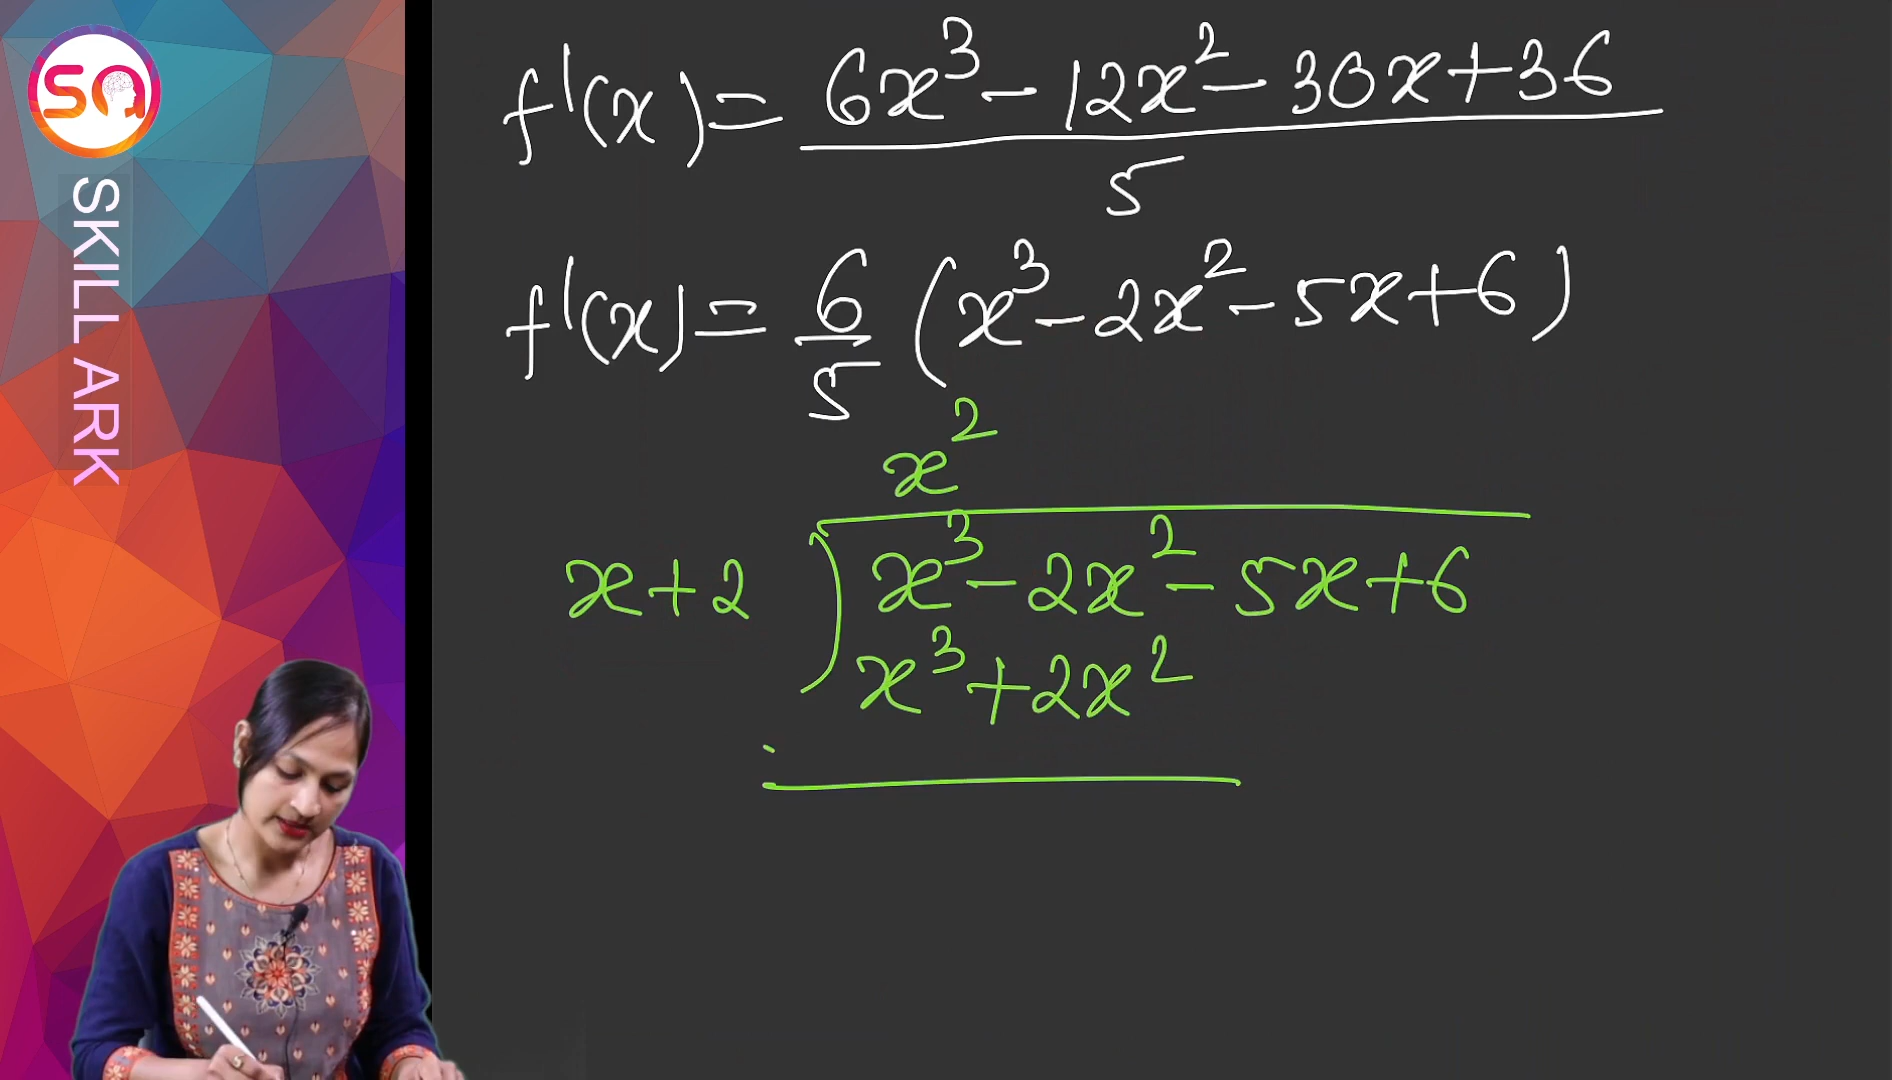 SA
SKILL ARK
f'(x) = 6x³ - 12x² - 30x + 36
5
f'(x) = 6/5 (x³ - 2x² - 5x + 6)
x²
x + 2 ) x³ - 2x² - 5x + 6
x³ + 2x²